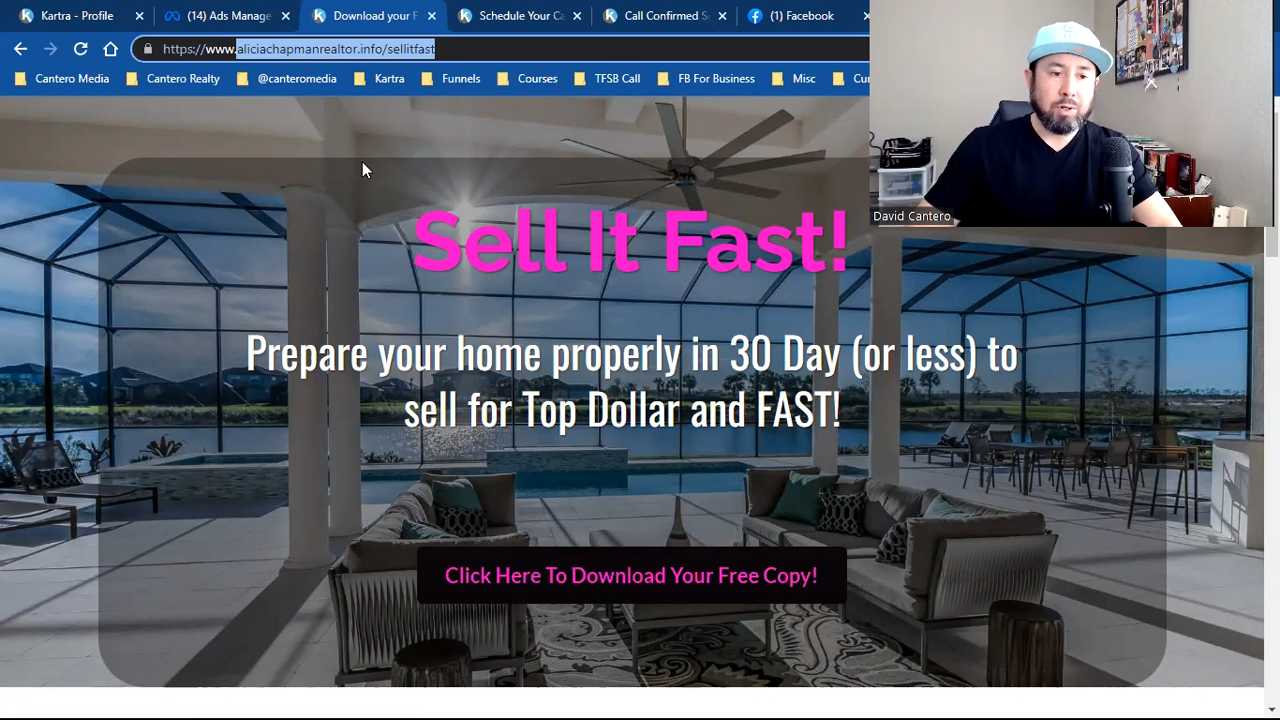 Kartra - Profile
(14) Ads Manage
Download your F
Schedule Your Ca
Call Confirmed S
(1) Facebook
https://www.aliciachapmanrealtor.info/sellitfast
Cantero Media
Cantero Realty
@canteromedia
Kartra
Funnels
Courses
TFSB Call
FB For Business
Misc
Cu
David Cantero
Sell It Fast!
Prepare your home properly in 30 Day (or less) to
sell for Top Dollar and FAST!
Click Here To Download Your Free Copy!